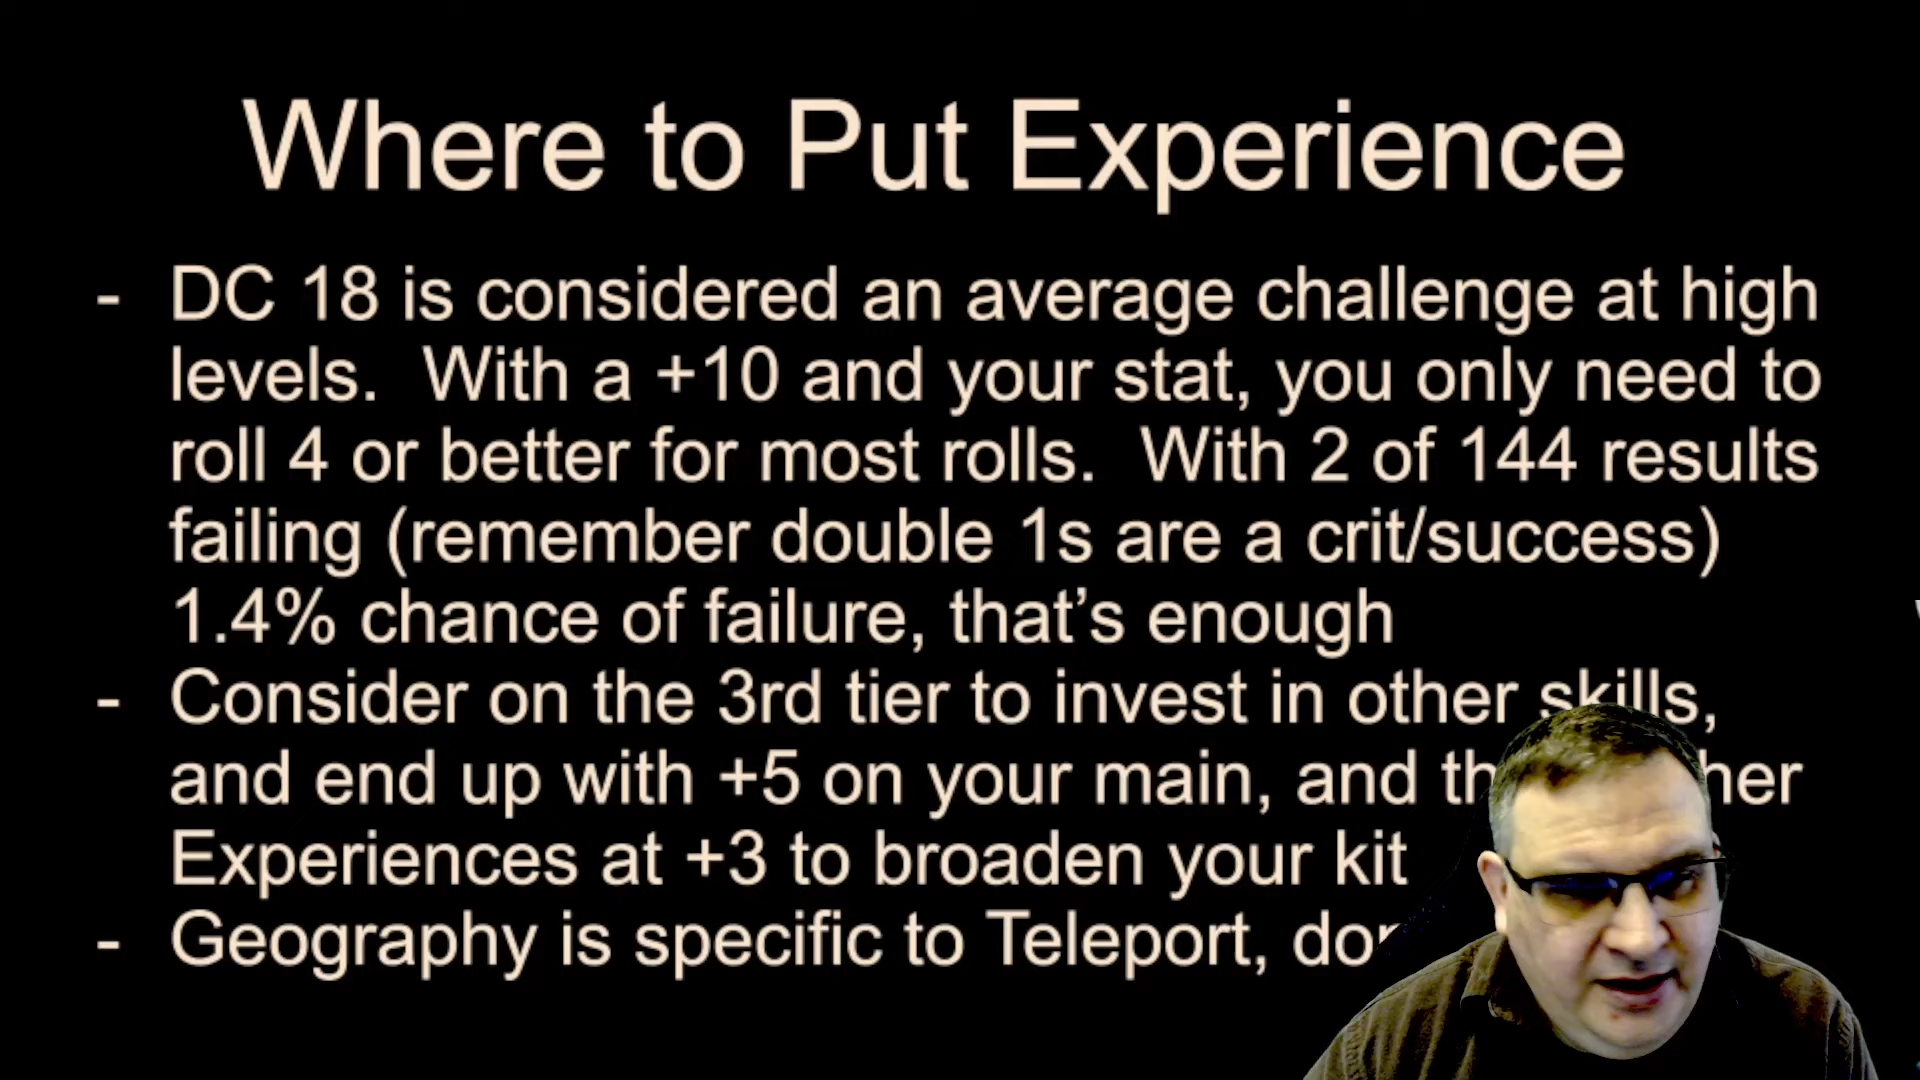 Where to Put Experience
- DC 18 is considered an average challenge at high
levels. With a +10 and your stat, you only need to
roll 4 or better for most rolls. With 2 of 144 results
failing (remember double 1s are a crit/success)
1.4% chance of failure, that’s enough
- Consider on the 3rd tier to invest in other skills,
and end up with +5 on your main, and
Experiences at +3 to broaden your kit
- Geography is specific to Teleport,